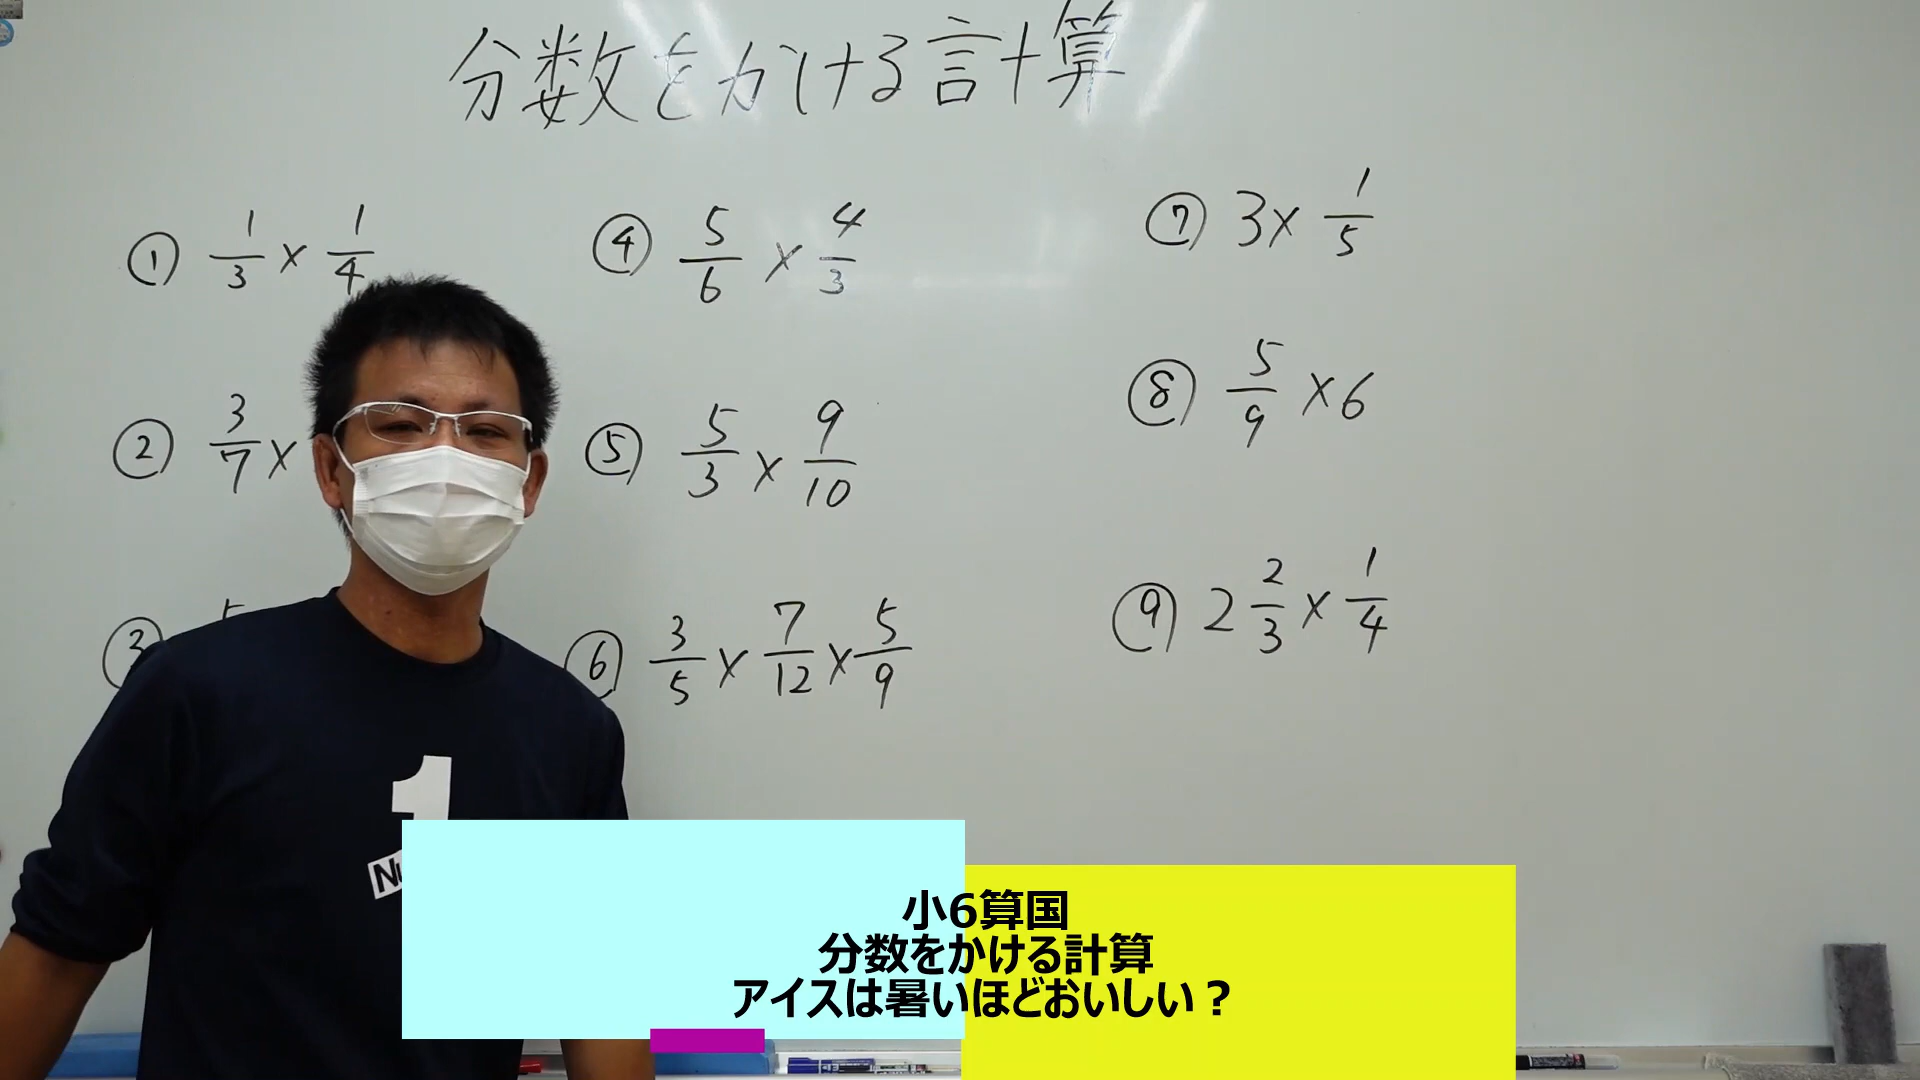 分数をかける計算
① 1/3 × 1/4
② 3/7 ×
③ 5
④ 5/6 × 4/3
⑤ 5/3 × 9/10
⑥ 3/5 × 7/12 × 5/9
⑦ 3 × 1/5
⑧ 5/9 × 6
⑨ 2 2/3 × 1/4
1
小6算国
分数をかける計算
アイスは暑いほどおいしい？